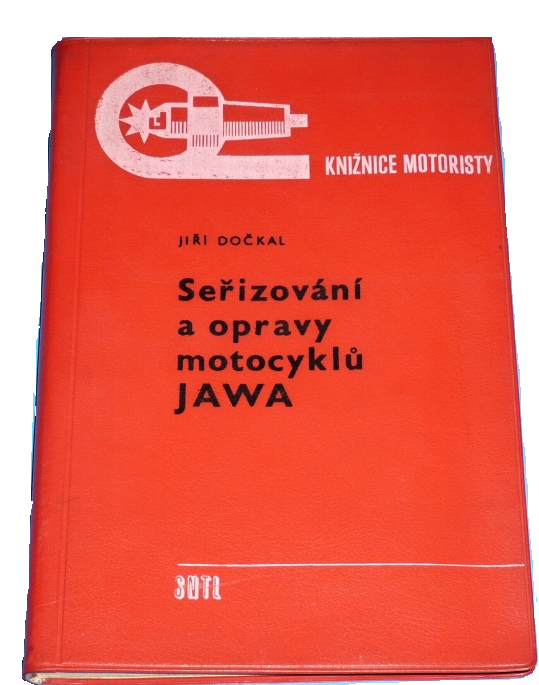 KNIŽNICE MOTORISTY
JIŘÍ DOČKAL
Seřizování
a opravy
motocyklů
JAWA
SNTL